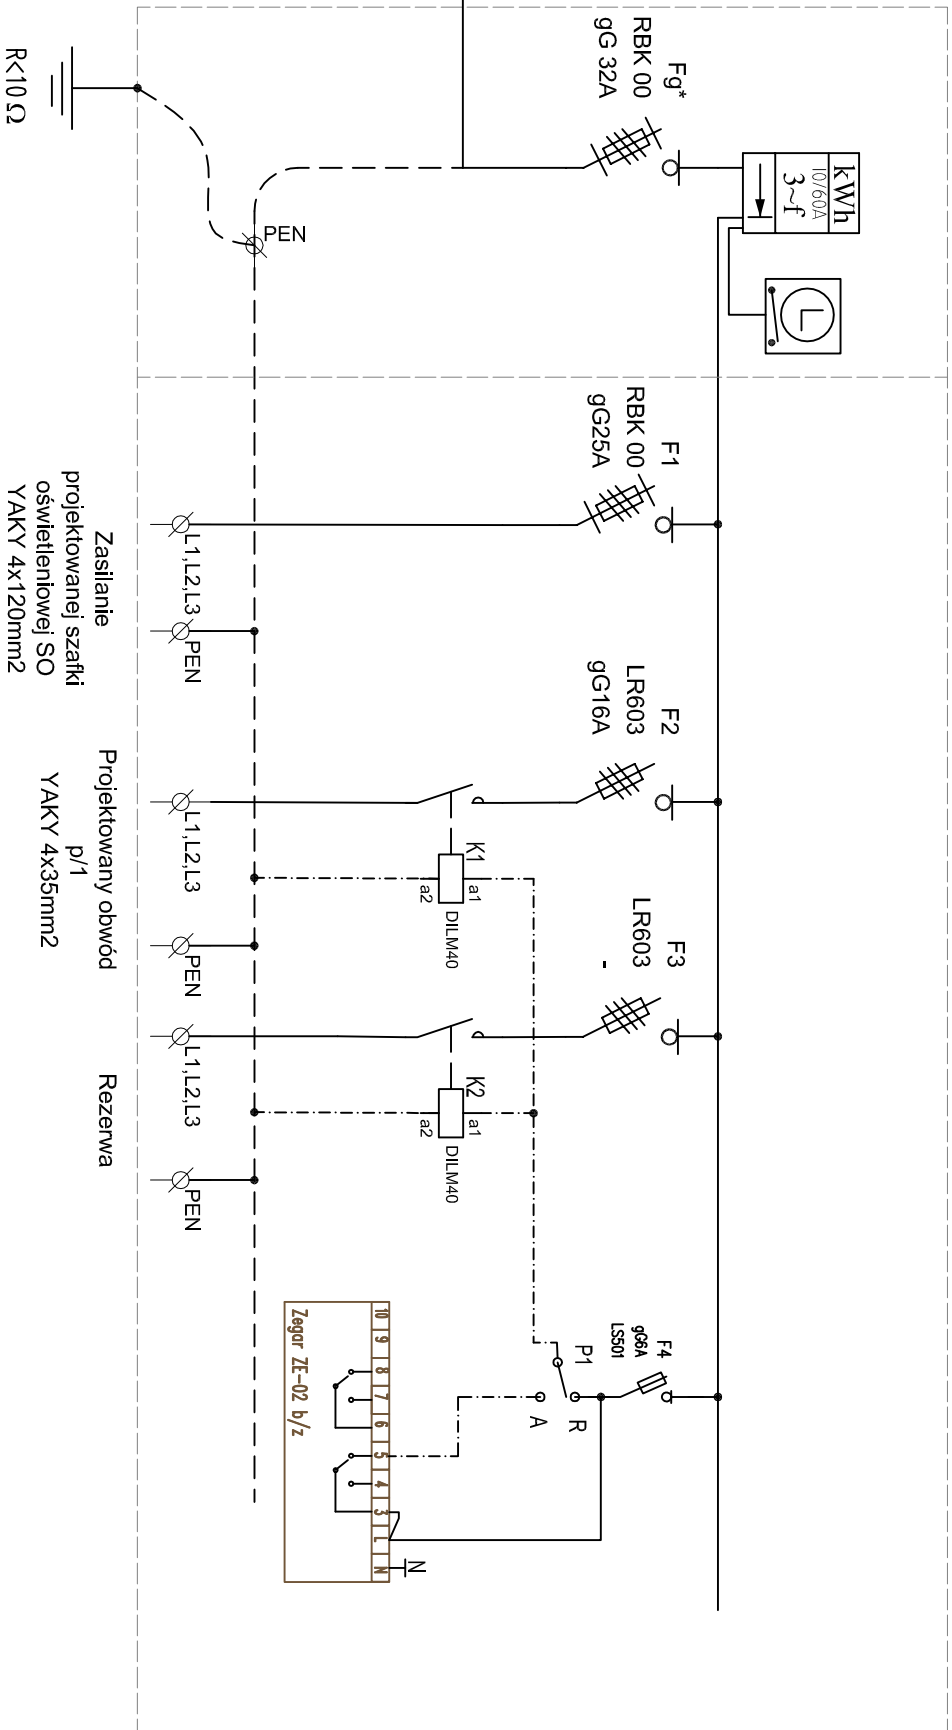 kWh
10/60A
3~f
Fg*
RBK 00
gG 32A
F1
RBK 00
gG25A
F2
LR603
gG16A
F3
LR603
-
F4
gG6A
LS501
P1
R
A
K1
a1
a2
DILM40
K2
a1
a2
DILM40
PEN
R<10 Ω
10 9 8 7 6 5 4 3 L N
N
Zegar ZE-02 b/z
L1,L2,L3
PEN
L1,L2,L3
PEN
L1,L2,L3
PEN
Zasilanie
projektowanej szafki
oświetleniowej SO
YAKY 4x120mm2
Projektowany obwód
p/1
YAKY 4x35mm2
Rezerwa